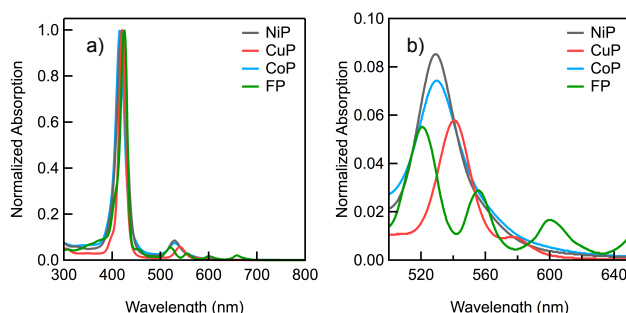 a)
NiP
CuP
CoP
FP
Normalized Absorption
1.0
0.8
0.6
0.4
0.2
0.0
300 400 500 600 700 800
Wavelength (nm)
b)
NiP
CuP
CoP
FP
Normalized Absorption
0.10
0.08
0.06
0.04
0.02
0.00
520 560 600 640
Wavelength (nm)